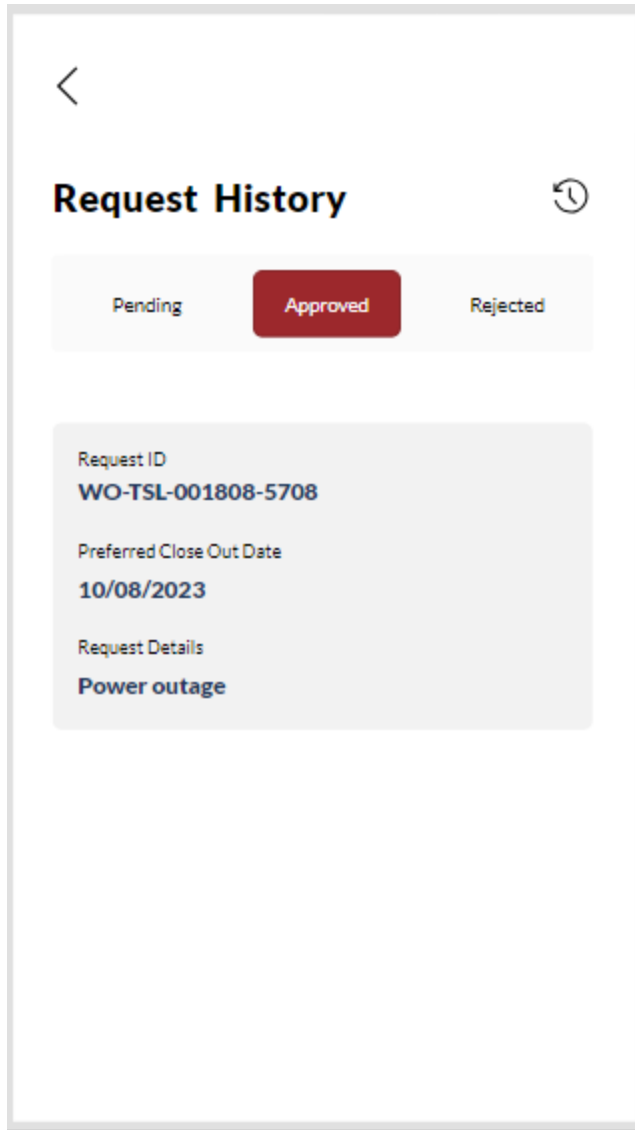 Request History
Pending Approved Rejected
Request ID
WO-TSL-001808-5708
Preferred Close Out Date
10/08/2023
Request Details
Power outage